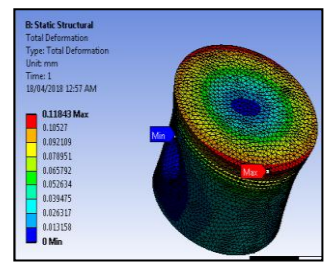 B: Static Structural
Total Deformation
Type: Total Deformation
Unit: mm
Time: 1
18/04/2018 12:57 AM
0.11843 Max
0.10527
0.092109
0.078951
0.065792
0.052634
0.039475
0.026317
0.013158
0 Min
Min
Max